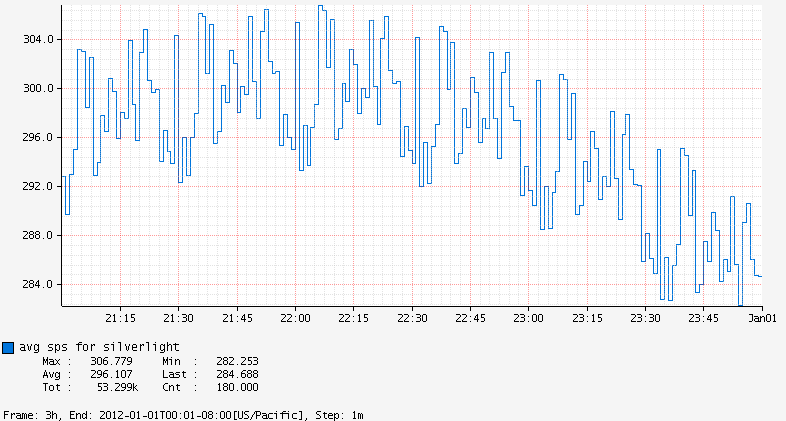 304.0
300.0
296.0
292.0
288.0
284.0
21:15 21:30 21:45 22:00 22:15 22:30 22:45 23:00 23:15 23:30 23:45 Jan01
avg sps for silverlight
Max : 306.779 Min : 282.253
Avg : 296.107 Last : 284.688
Tot : 53.299k Cnt : 180.000
Frame: 3h, End: 2012-01-01T00:01-08:00[US/Pacific], Step: 1m